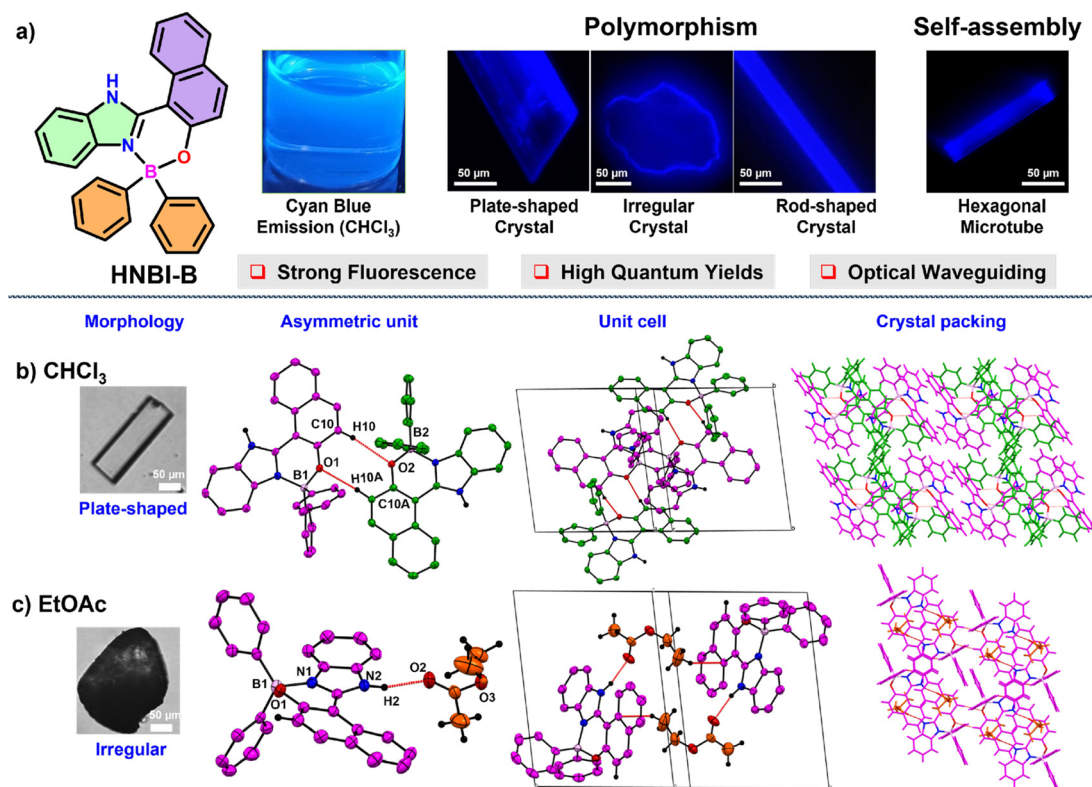 a)
Polymorphism
Self-assembly
H
N
N
O
B
HNBI-B
50 µm
50 µm
50 µm
50 µm
Cyan Blue
Emission (CHCl₃)
Plate-shaped
Crystal
Irregular
Crystal
Rod-shaped
Crystal
Hexagonal
Microtube
❑ Strong Fluorescence
❑ High Quantum Yields
❑ Optical Waveguiding
Morphology
Asymmetric unit
Unit cell
Crystal packing
b) CHCl₃
50 µm
Plate-shaped
C10
H10
B2
O1
O2
B1
H10A
C10A
c) EtOAc
50 µm
Irregular
B1
O1
N1
N2
H2
O2
O3